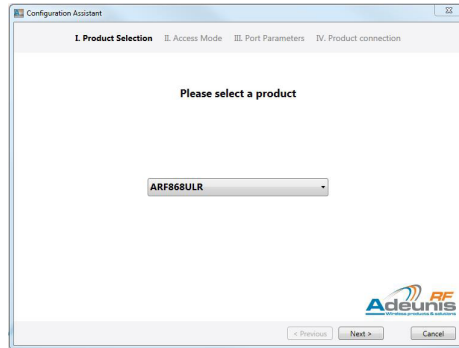 Configuration Assistant
I. Product Selection II. Access Mode III. Port Parameters IV. Product connection
Please select a product
ARF868ULR
Adeunis RF
Wireless products & solutions
< Previous Next > Cancel